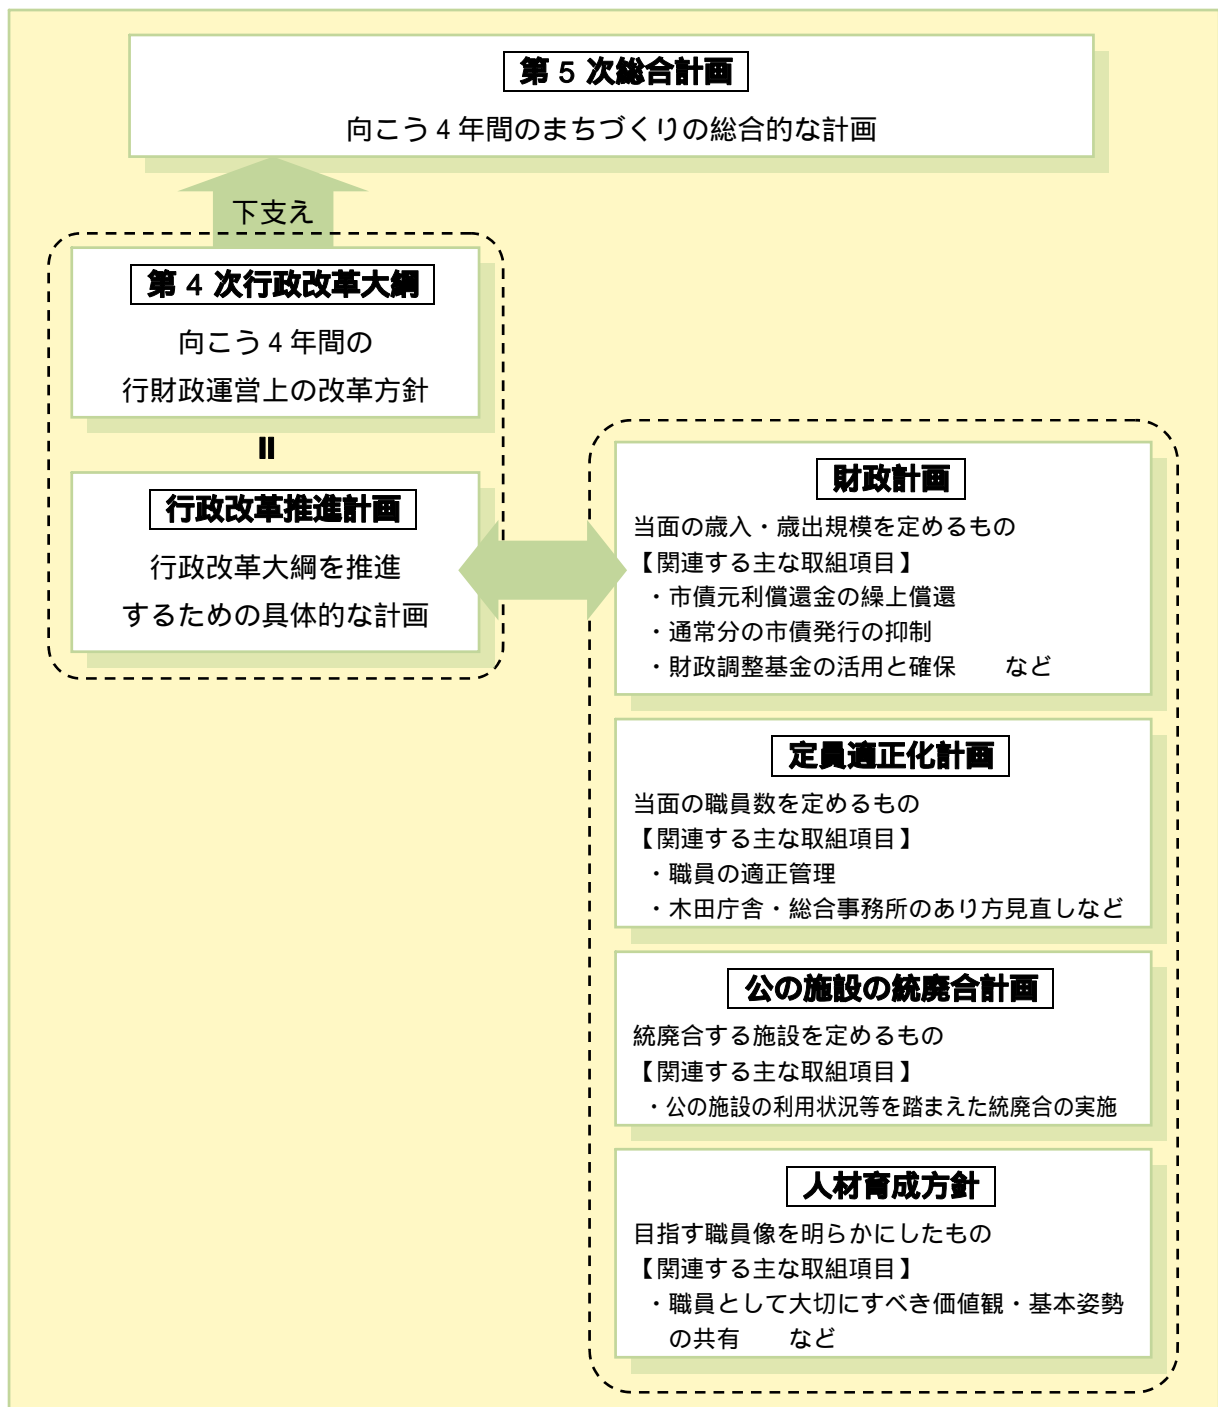 第5次総合計画
向こう4年間のまちづくりの総合的な計画
下支え
第4次行政改革大綱
向こう4年間の
行財政運営上の改革方針
=
行政改革推進計画
行政改革大綱を推進
するための具体的な計画
財政計画
当面の歳入・歳出規模を定めるもの
【関連する主な取組項目】
・市債元利償還金の繰上償還
・通常分の市債発行の抑制
・財政調整基金の活用と確保　　など
定員適正化計画
当面の職員数を定めるもの
【関連する主な取組項目】
・職員の適正管理
・木田庁舎・総合事務所のあり方見直しなど
公の施設の統廃合計画
統廃合する施設を定めるもの
【関連する主な取組項目】
・公の施設の利用状況等を踏まえた統廃合の実施
人材育成方針
目指す職員像を明らかにしたもの
【関連する主な取組項目】
・職員として大切にすべき価値観・基本姿勢
の共有　　など